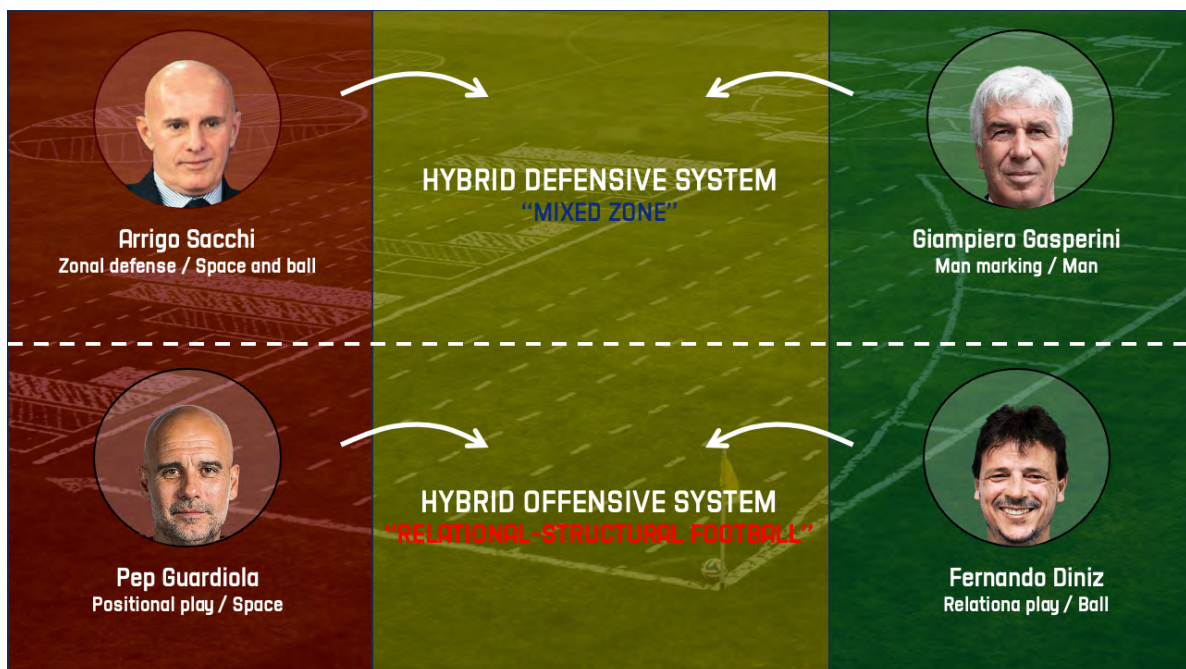 HYBRID DEFENSIVE SYSTEM
“MIXED ZONE”
Arrigo Sacchi
Zonal defense / Space and ball
Giampiero Gasperini
Man marking / Man
HYBRID OFFENSIVE SYSTEM
“RELATIONAL-STRUCTURAL FOOTBALL”
Pep Guardiola
Positional play / Space
Fernando Diniz
Relationa play / Ball